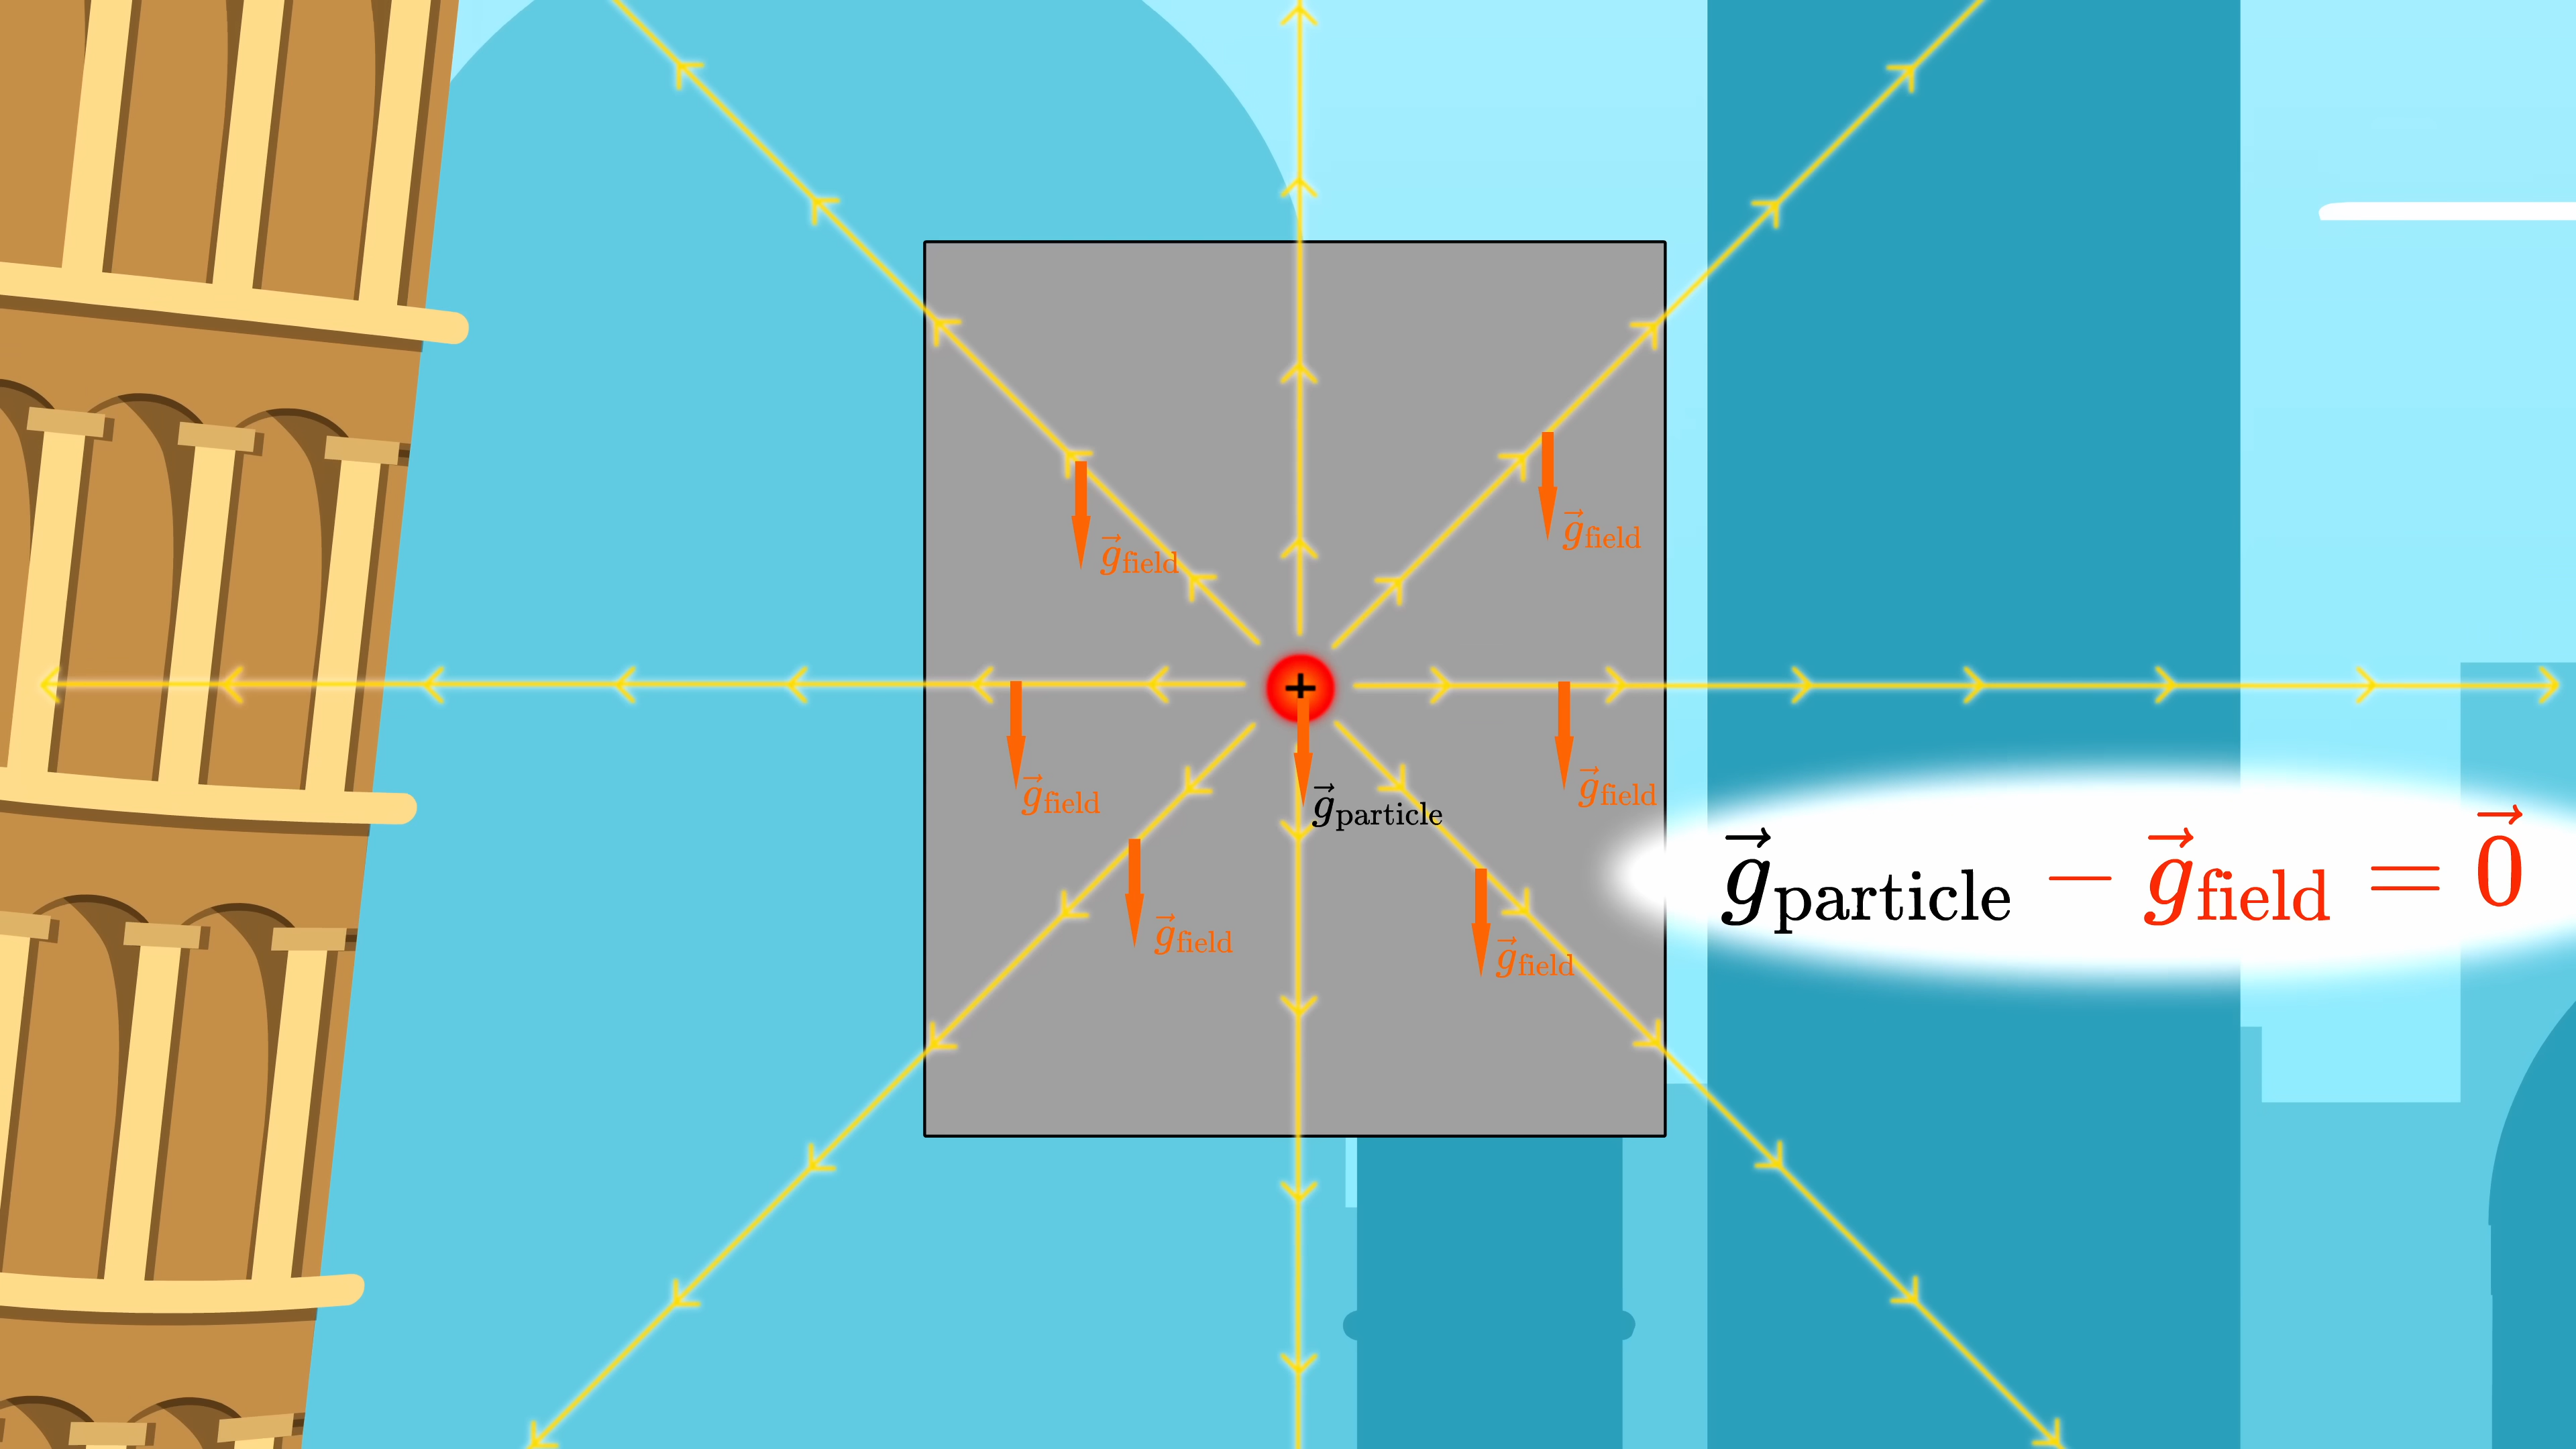 g⃗field
g⃗field
+
g⃗field
g⃗field
g⃗particle
g⃗particle − g⃗field = 0⃗
g⃗field
g⃗field